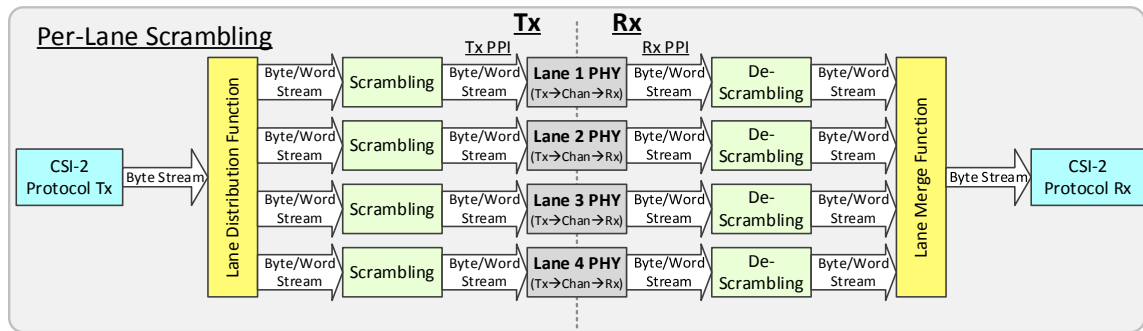 Per-Lane Scrambling
Tx
Rx
Tx PPI
Rx PPI
CSI-2
Protocol Tx
Byte Stream
Lane Distribution Function
Byte/Word
Stream
Scrambling
Byte/Word
Stream
Lane 1 PHY
(Tx→Chan→Rx)
Byte/Word
Stream
De-
Scrambling
Byte/Word
Stream
Byte/Word
Stream
Scrambling
Byte/Word
Stream
Lane 2 PHY
(Tx→Chan→Rx)
Byte/Word
Stream
De-
Scrambling
Byte/Word
Stream
Byte/Word
Stream
Scrambling
Byte/Word
Stream
Lane 3 PHY
(Tx→Chan→Rx)
Byte/Word
Stream
De-
Scrambling
Byte/Word
Stream
Byte/Word
Stream
Scrambling
Byte/Word
Stream
Lane 4 PHY
(Tx→Chan→Rx)
Byte/Word
Stream
De-
Scrambling
Byte/Word
Stream
Lane Merge Function
Byte Stream
CSI-2
Protocol Rx